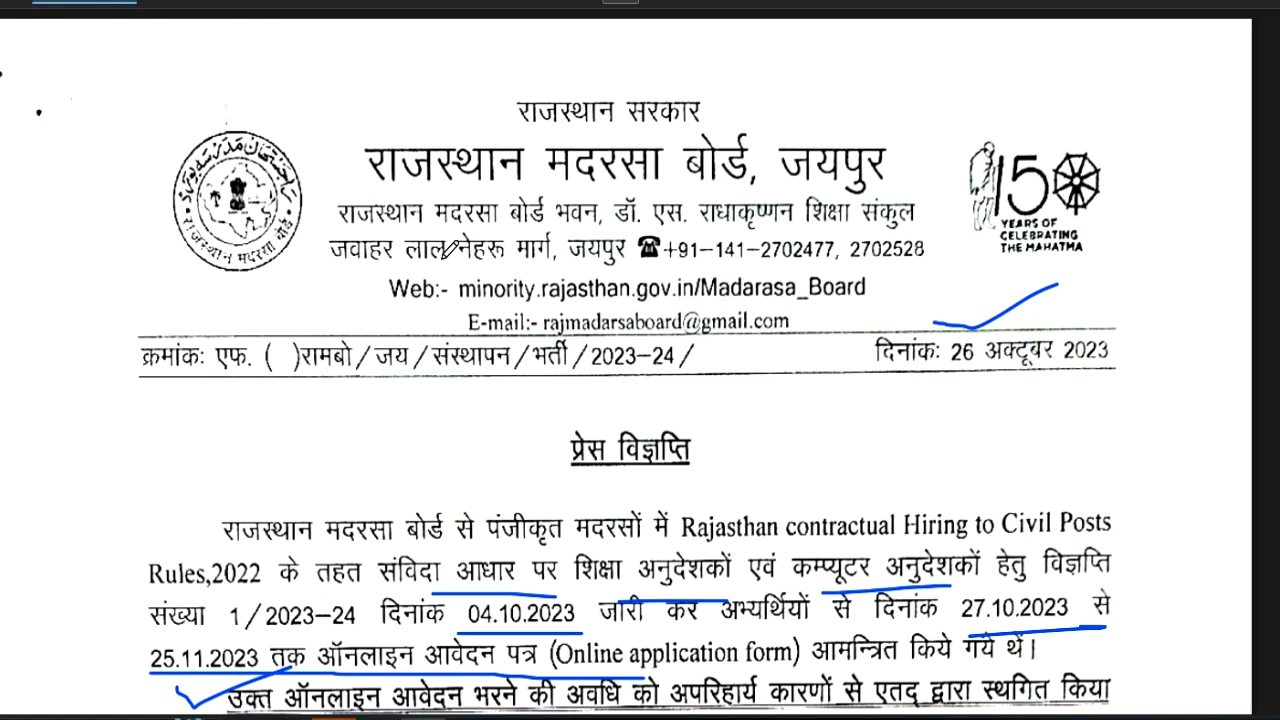 राजस्थान सरकार
राजस्थान मदरसा बोर्ड, जयपुर
राजस्थान मदरसा बोर्ड भवन, डॉ. एस. राधाकृष्णन शिक्षा संकुल
जवाहर लाल नेहरू मार्ग, जयपुर ☎+91–141–2702477, 2702528
Web:- minority.rajasthan.gov.in/Madarasa_Board
E-mail:- rajmadarsaboard@gmail.com
राजस्थान मदरसा बोर्ड
150
YEARS OF
CELEBRATING
THE MAHATMA
क्रमांकः एफ. ( )रामबो/जय/संस्थापन/भर्ती/2023–24/ दिनांकः 26 अक्टूबर 2023
प्रेस विज्ञप्ति
राजस्थान मदरसा बोर्ड से पंजीकृत मदरसों में Rajasthan contractual Hiring to Civil Posts
Rules,2022 के तहत संविदा आधार पर शिक्षा अनुदेशकों एवं कम्प्यूटर अनुदेशकों हेतु विज्ञप्ति
संख्या 1/2023–24 दिनांक 04.10.2023 जारी कर अभ्यर्थियों से दिनांक 27.10.2023 से
25.11.2023 तक ऑनलाइन आवेदन पत्र (Online application form) आमन्त्रित किये गये थें।
उक्त ऑनलाइन आवेदन भरने की अवधि को अपरिहार्य कारणों से एतद् द्वारा स्थगित किया